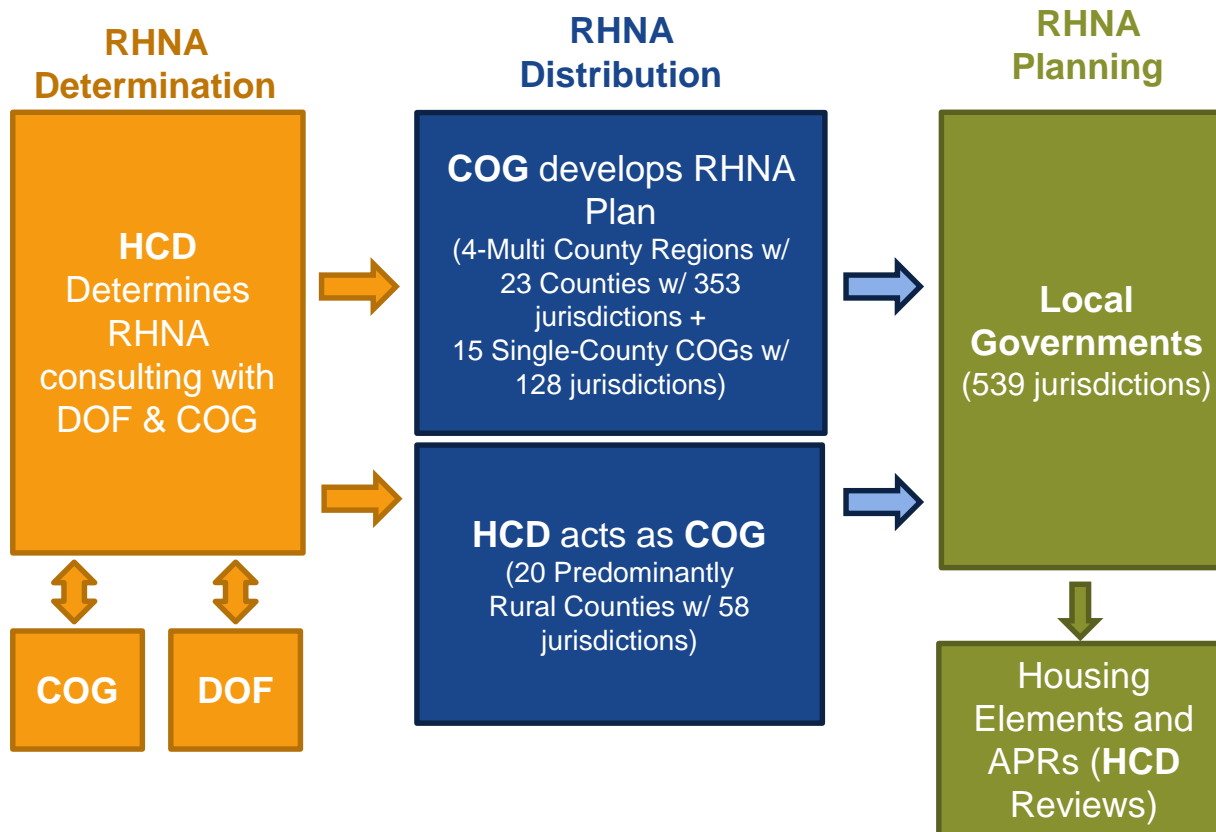 RHNA
Determination
HCD
Determines
RHNA
consulting with
DOF & COG
COG
DOF
RHNA
Distribution
COG develops RHNA
Plan
(4-Multi County Regions w/
23 Counties w/ 353
jurisdictions +
15 Single-County COGs w/
128 jurisdictions)
HCD acts as COG
(20 Predominantly
Rural Counties w/ 58
jurisdictions)
RHNA
Planning
Local
Governments
(539 jurisdictions)
Housing
Elements and
APRs (HCD
Reviews)